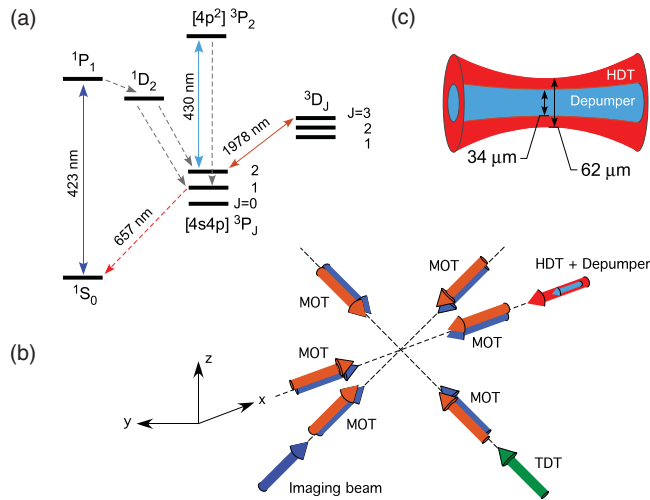 (a)
[4p²] ³P₂
¹P₁
¹D₂
430 nm
³D_J
J=3
2
1
1978 nm
423 nm
2
1
J=0
657 nm
[4s4p] ³P_J
¹S₀
(c)
HDT
Depumper
34 μm
62 μm
(b)
MOT
MOT
HDT + Depumper
MOT
MOT
MOT
MOT
z
y
x
Imaging beam
TDT